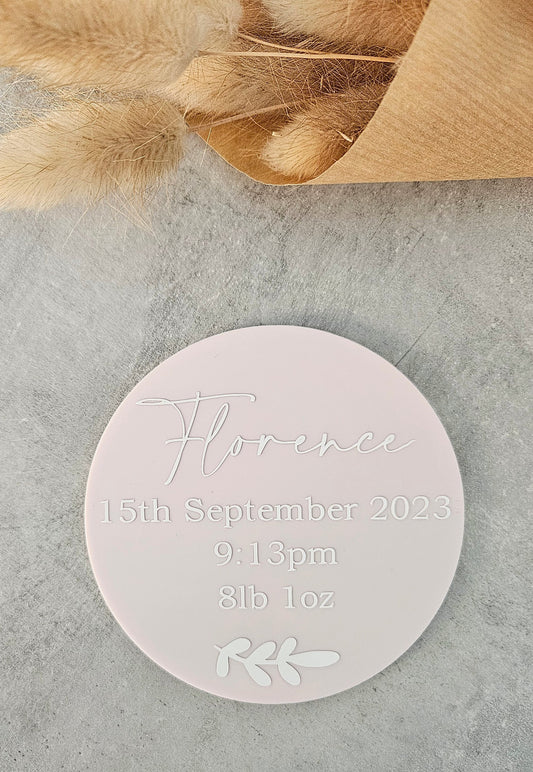 Florence
15th September 2023
9:13pm
8lb 1oz